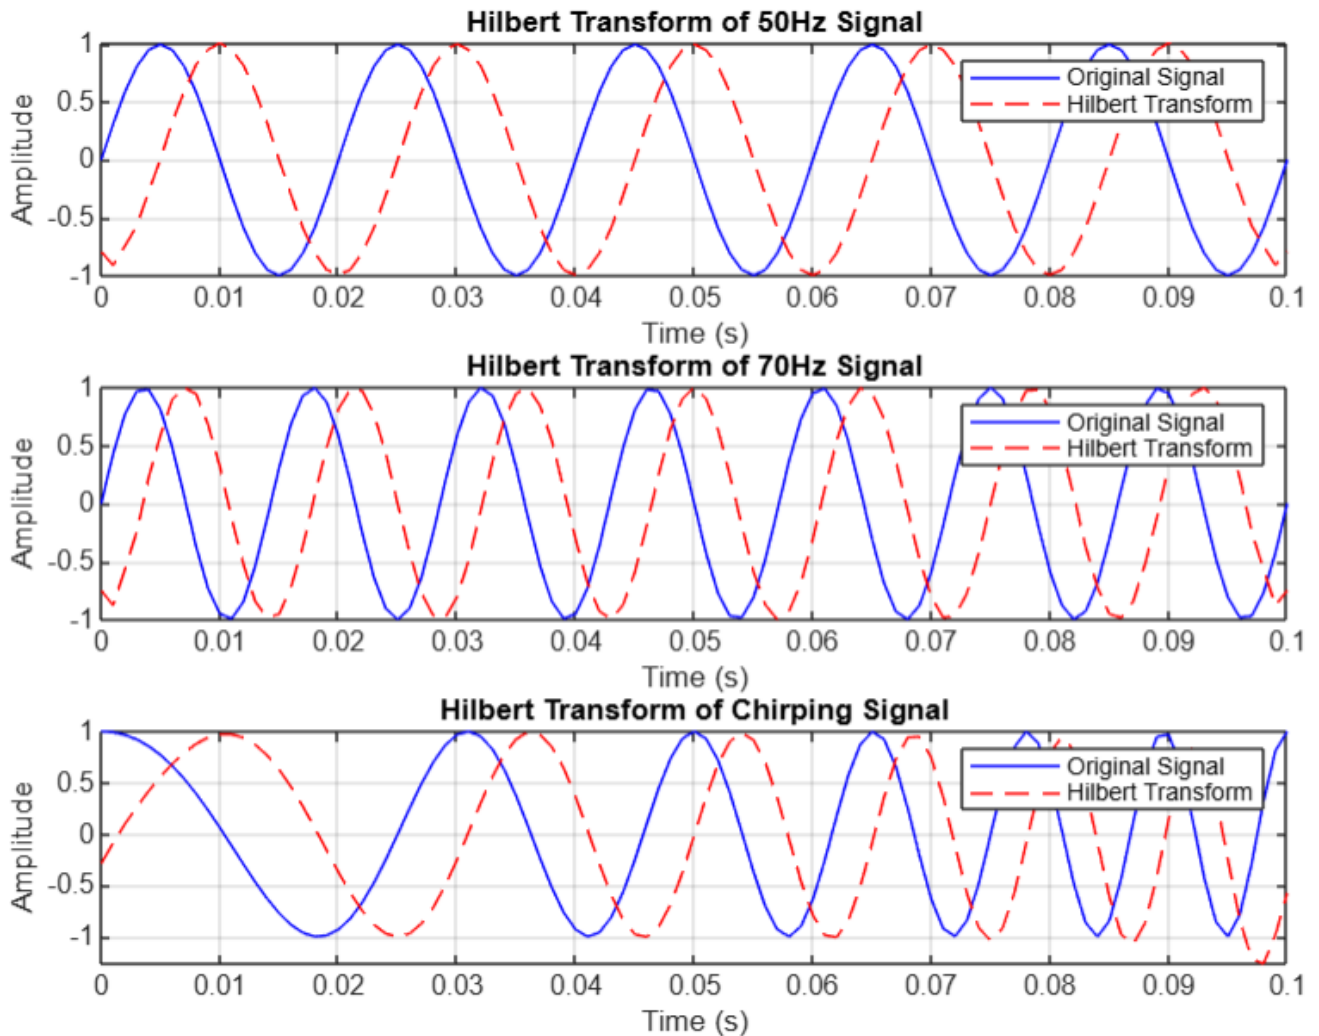 Hilbert Transform of 50Hz Signal
1
0.5
0
-0.5
-1
Amplitude
Original Signal
Hilbert Transform
0 0.01 0.02 0.03 0.04 0.05 0.06 0.07 0.08 0.09 0.1
Time (s)
Hilbert Transform of 70Hz Signal
1
0.5
0
-0.5
-1
Amplitude
Original Signal
Hilbert Transform
0 0.01 0.02 0.03 0.04 0.05 0.06 0.07 0.08 0.09 0.1
Time (s)
Hilbert Transform of Chirping Signal
1
0.5
0
-0.5
-1
Amplitude
Original Signal
Hilbert Transform
0 0.01 0.02 0.03 0.04 0.05 0.06 0.07 0.08 0.09 0.1
Time (s)